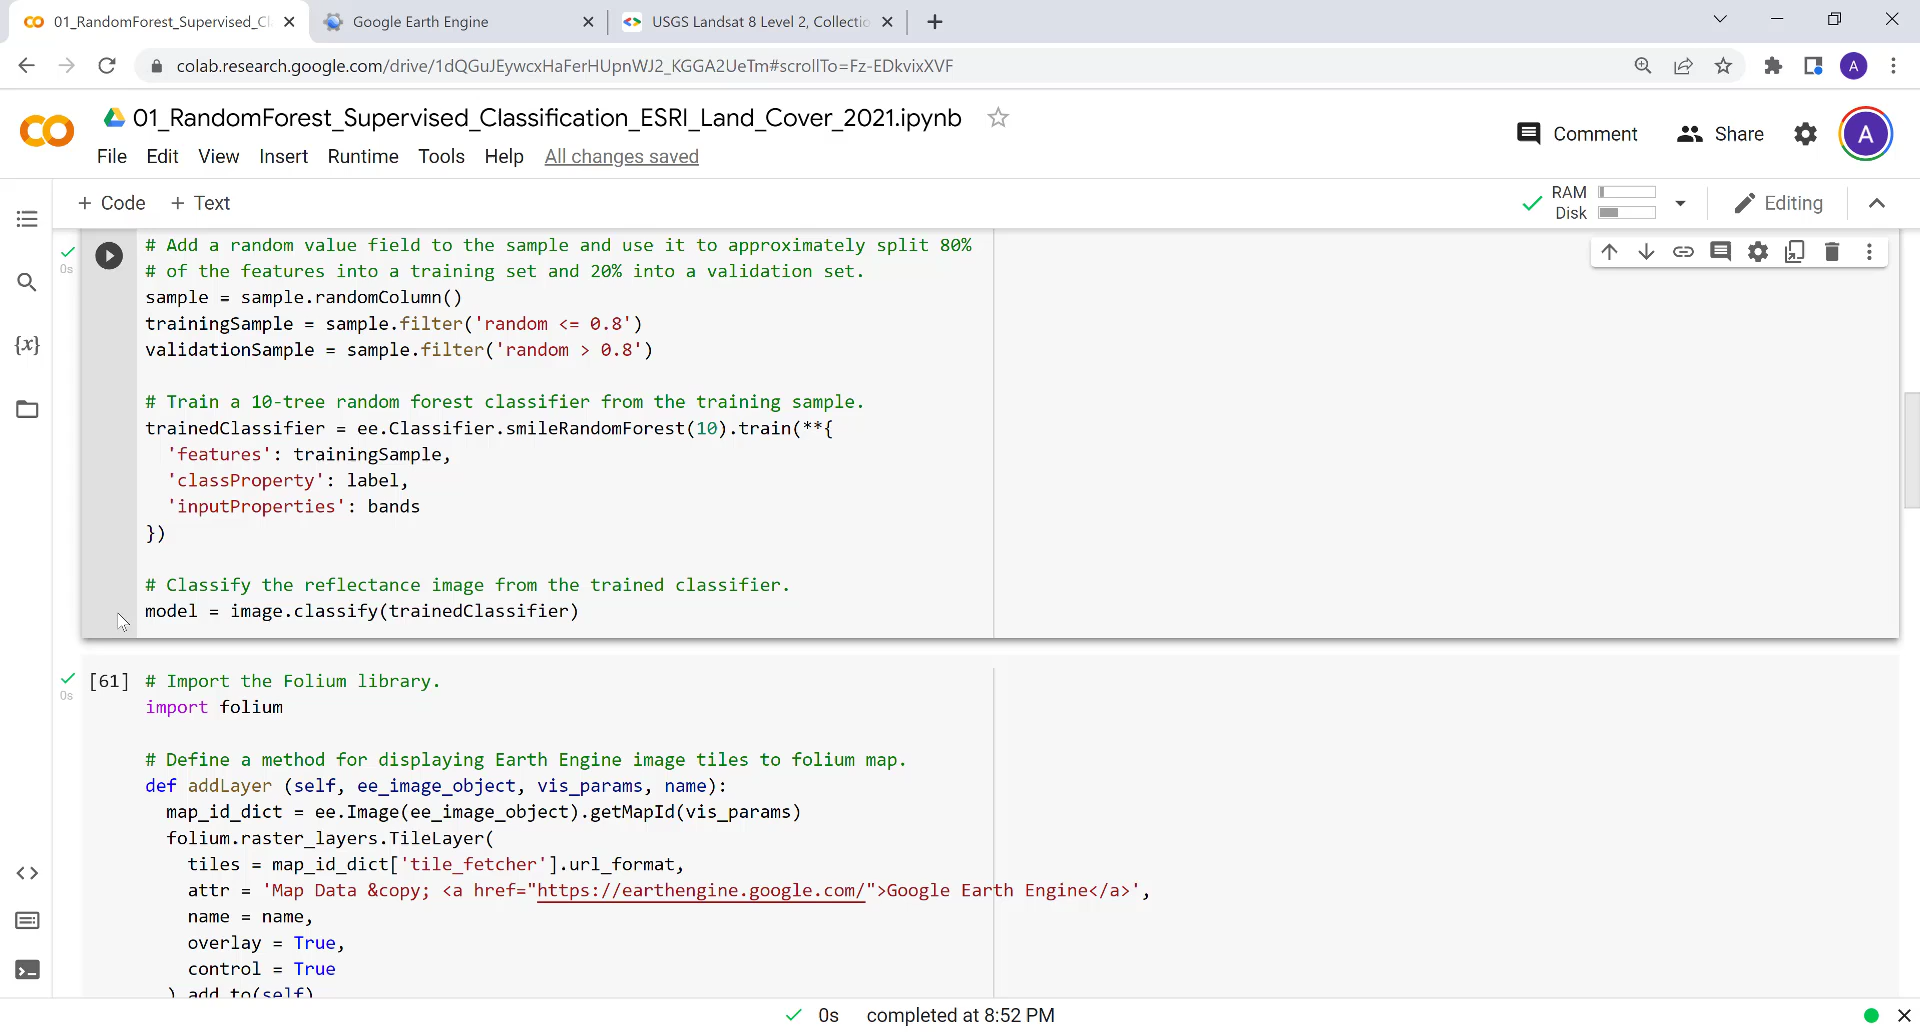 01_RandomForest_Supervised_Cl
Google Earth Engine
USGS Landsat 8 Level 2, Collectio
colab.research.google.com/drive/1dQGuJEywcxHaFerHUpnWJ2_KGGA2UeTm#scrollTo=Fz-EDkvixXVF
A
01_RandomForest_Supervised_Classification_ESRI_Land_Cover_2021.ipynb
Comment
Share
A
File Edit View Insert Runtime Tools Help All changes saved
+ Code + Text
RAM
Disk
Editing
0s
# Add a random value field to the sample and use it to approximately split 80%
# of the features into a training set and 20% into a validation set.
sample = sample.randomColumn()
trainingSample = sample.filter('random <= 0.8')
validationSample = sample.filter('random > 0.8')
# Train a 10-tree random forest classifier from the training sample.
trainedClassifier = ee.Classifier.smileRandomForest(10).train(**{
'features': trainingSample,
'classProperty': label,
'inputProperties': bands
})
# Classify the reflectance image from the trained classifier.
model = image.classify(trainedClassifier)
0s
[61] # Import the Folium library.
import folium
# Define a method for displaying Earth Engine image tiles to folium map.
def addLayer (self, ee_image_object, vis_params, name):
map_id_dict = ee.Image(ee_image_object).getMapId(vis_params)
folium.raster_layers.TileLayer(
tiles = map_id_dict['tile_fetcher'].url_format,
attr = 'Map Data &copy; <a href="https://earthengine.google.com/">Google Earth Engine</a>',
name = name,
overlay = True,
control = True
).add_to(self)
0s completed at 8:52 PM